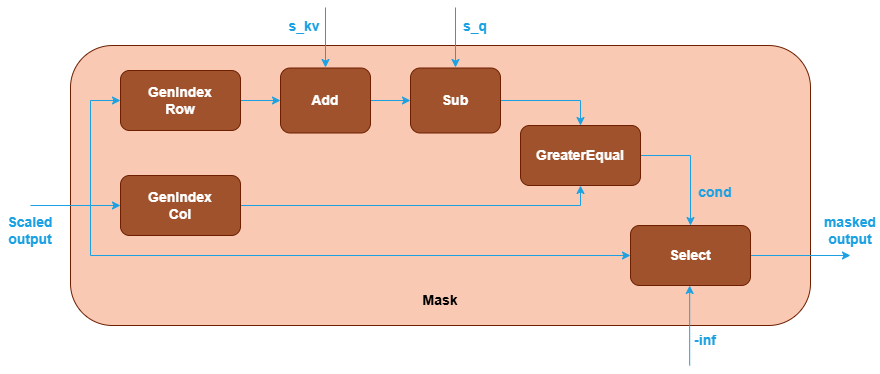 s_kv
s_q
GenIndex
Row
Add
Sub
GreaterEqual
GenIndex
Col
cond
Scaled
output
masked
output
Select
Mask
-inf